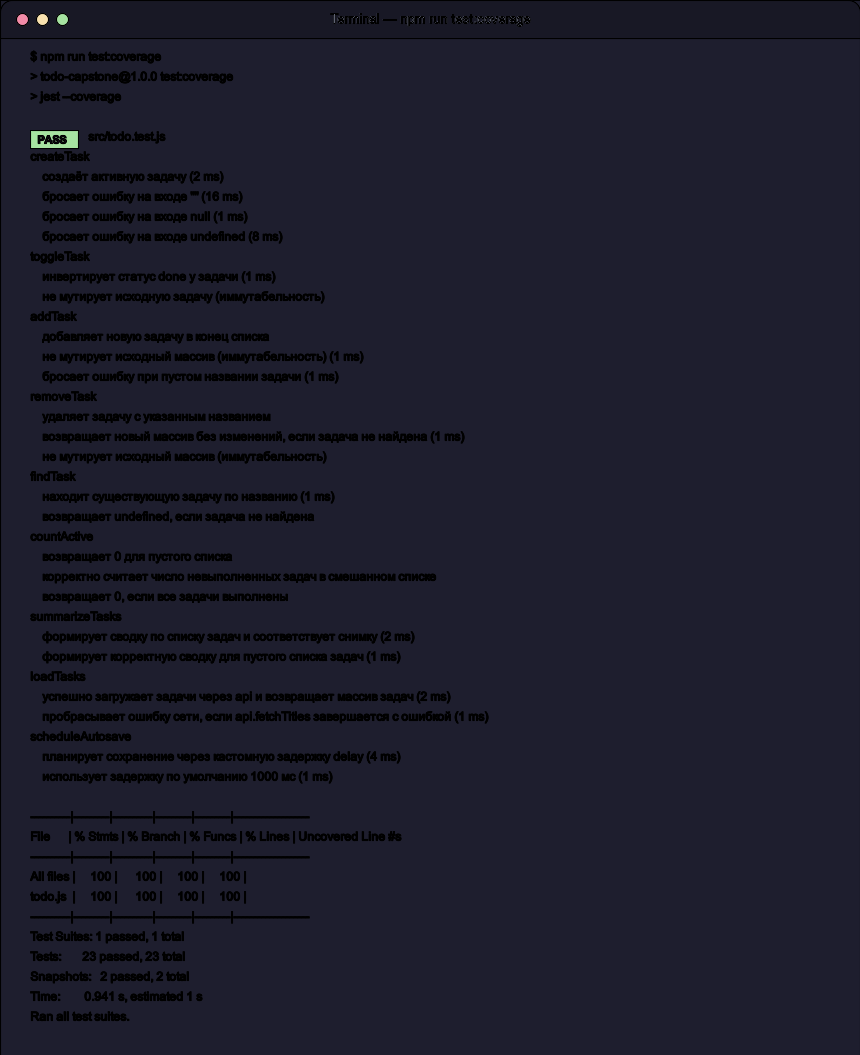 Terminal — npm run test:coverage
$ npm run test:coverage
> todo-capstone@1.0.0 test:coverage
> jest --coverage
PASS src/todo.test.js
createTask
создаёт активную задачу (2 ms)
бросает ошибку на входе "" (16 ms)
бросает ошибку на входе null (1 ms)
бросает ошибку на входе undefined (8 ms)
toggleTask
инвертирует статус done у задачи (1 ms)
не мутирует исходную задачу (иммутабельность)
addTask
добавляет новую задачу в конец списка
не мутирует исходный массив (иммутабельность) (1 ms)
бросает ошибку при пустом названии задачи (1 ms)
removeTask
удаляет задачу с указанным названием
возвращает новый массив без изменений, если задача не найдена (1 ms)
не мутирует исходный массив (иммутабельность)
findTask
находит существующую задачу по названию (1 ms)
возвращает undefined, если задача не найдена
countActive
возвращает 0 для пустого списка
корректно считает число невыполненных задач в смешанном списке
возвращает 0, если все задачи выполнены
summarizeTasks
формирует сводку по списку задач и соответствует снимку (2 ms)
формирует корректную сводку для пустого списка задач (1 ms)
loadTasks
успешно загружает задачи через api и возвращает массив задач (2 ms)
пробрасывает ошибку сети, если api.fetchTitles завершается с ошибкой (1 ms)
scheduleAutosave
планирует сохранение через кастомную задержку delay (4 ms)
использует задержку по умолчанию 1000 мс (1 ms)
File | % Stmts | % Branch | % Funcs | % Lines | Uncovered Line #s
All files | 100 | 100 | 100 | 100 |
todo.js | 100 | 100 | 100 | 100 |
Test Suites: 1 passed, 1 total
Tests: 23 passed, 23 total
Snapshots: 2 passed, 2 total
Time: 0.941 s, estimated 1 s
Ran all test suites.